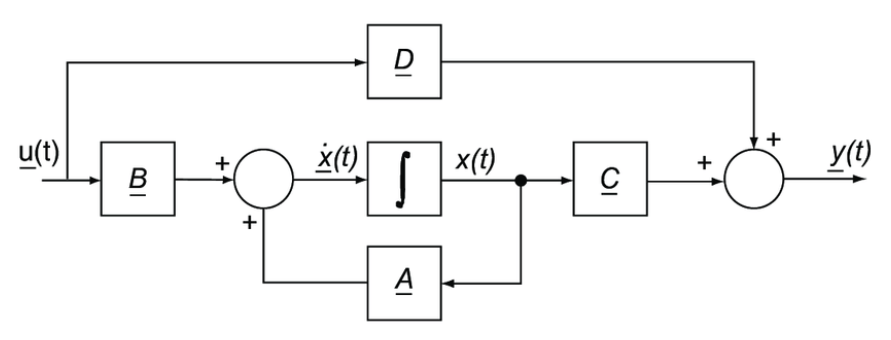 D
+
u(t)
B
+
ẋ(t)
∫
x(t)
C
+
y(t)
+
A